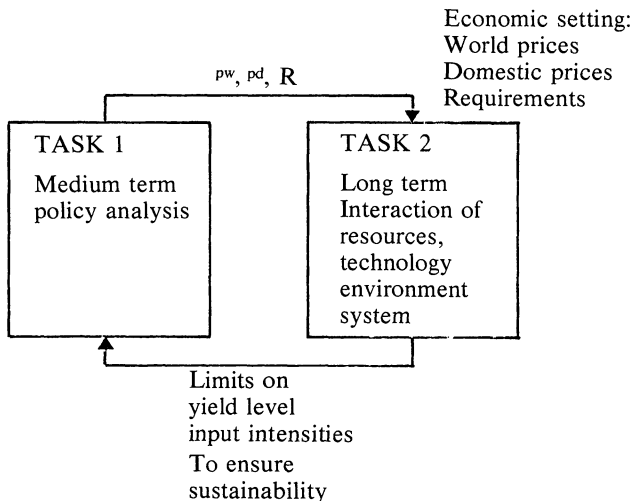 Economic setting:
World prices
Domestic prices
Requirements
pw, pd, R
TASK 1
Medium term
policy analysis
TASK 2
Long term
Interaction of
resources,
technology
environment
system
Limits on
yield level
input intensities
To ensure
sustainability